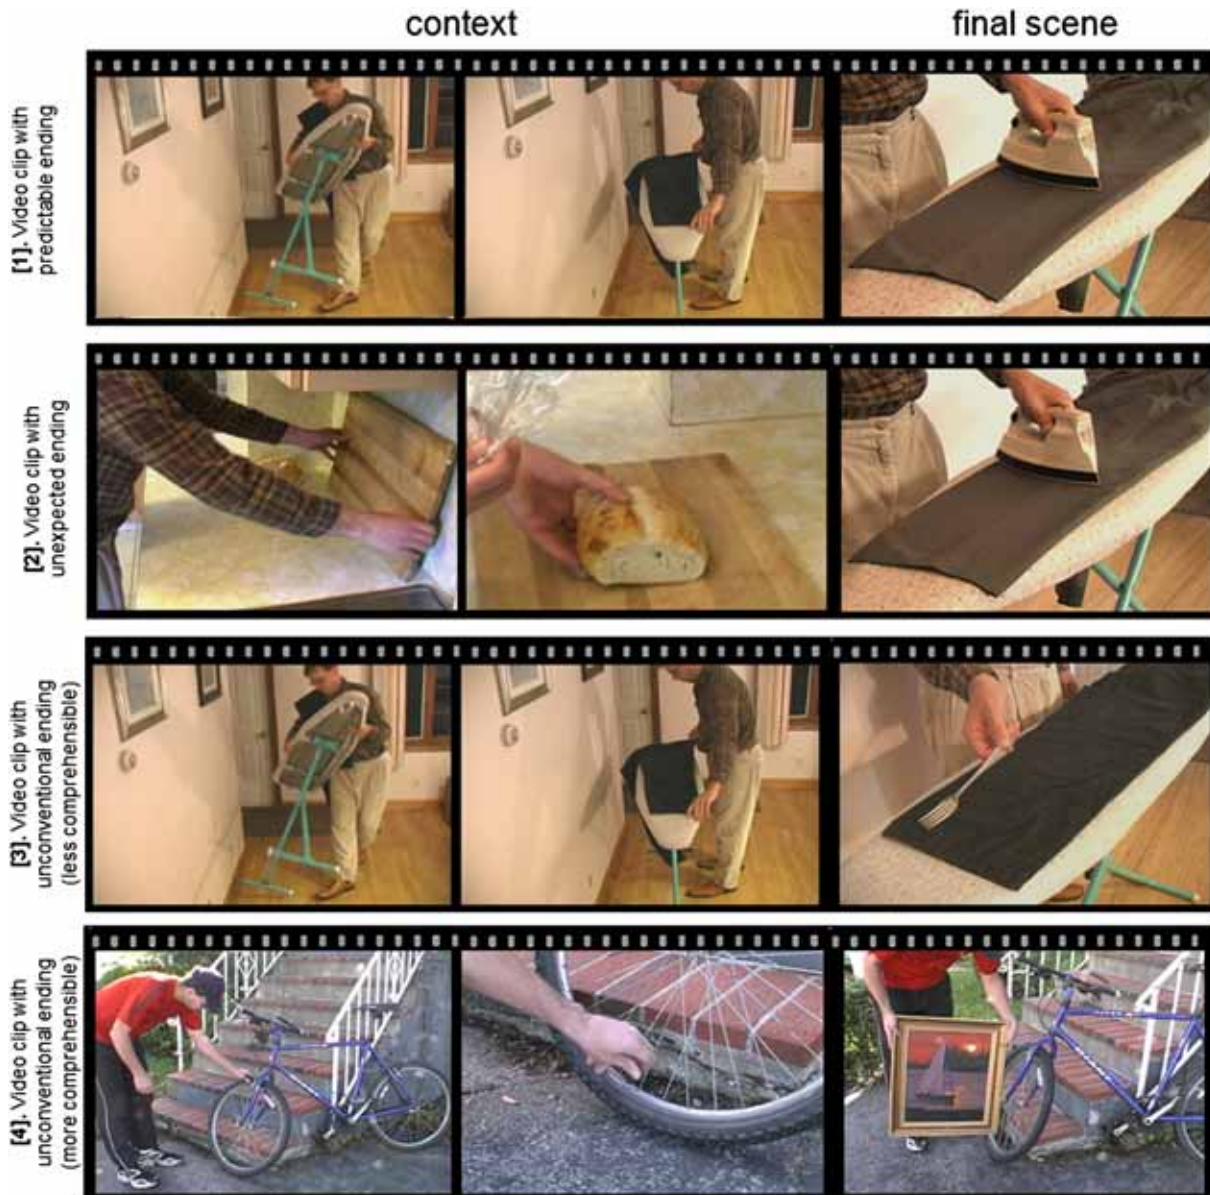 context
final scene
[1]. Video clip with
predictable ending
[2]. Video clip with
unexpected ending
[3]. Video clip with
unconventional ending
(less comprehensible)
[4]. Video clip with
unconventional ending
(more comprehensible)